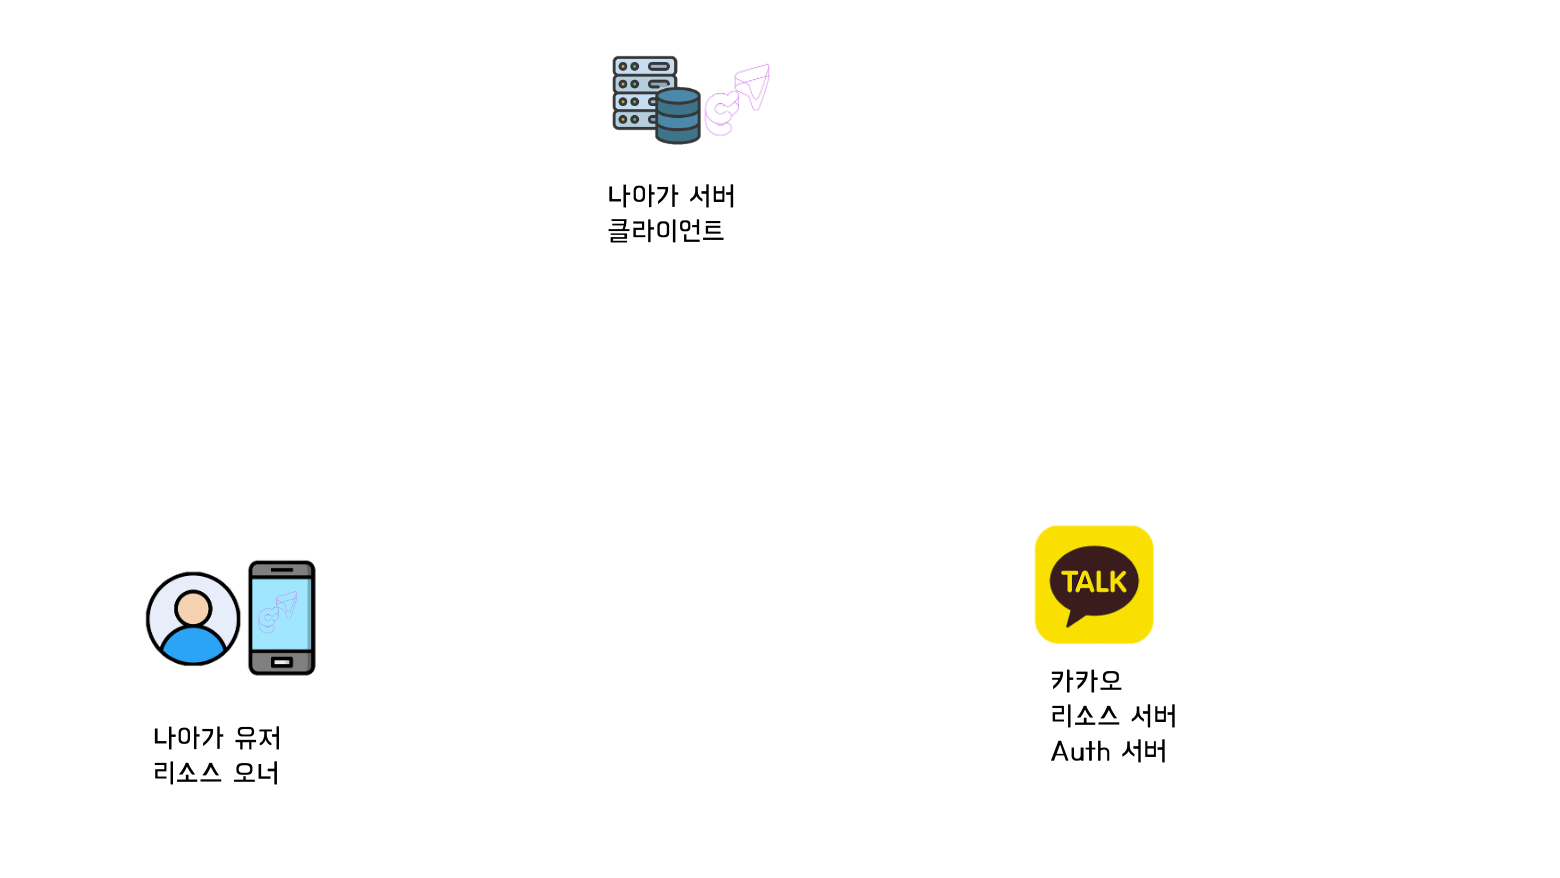 나아가 서버
클라이언트
TALK
나아가 유저
리소스 오너
카카오
리소스 서버
Auth 서버